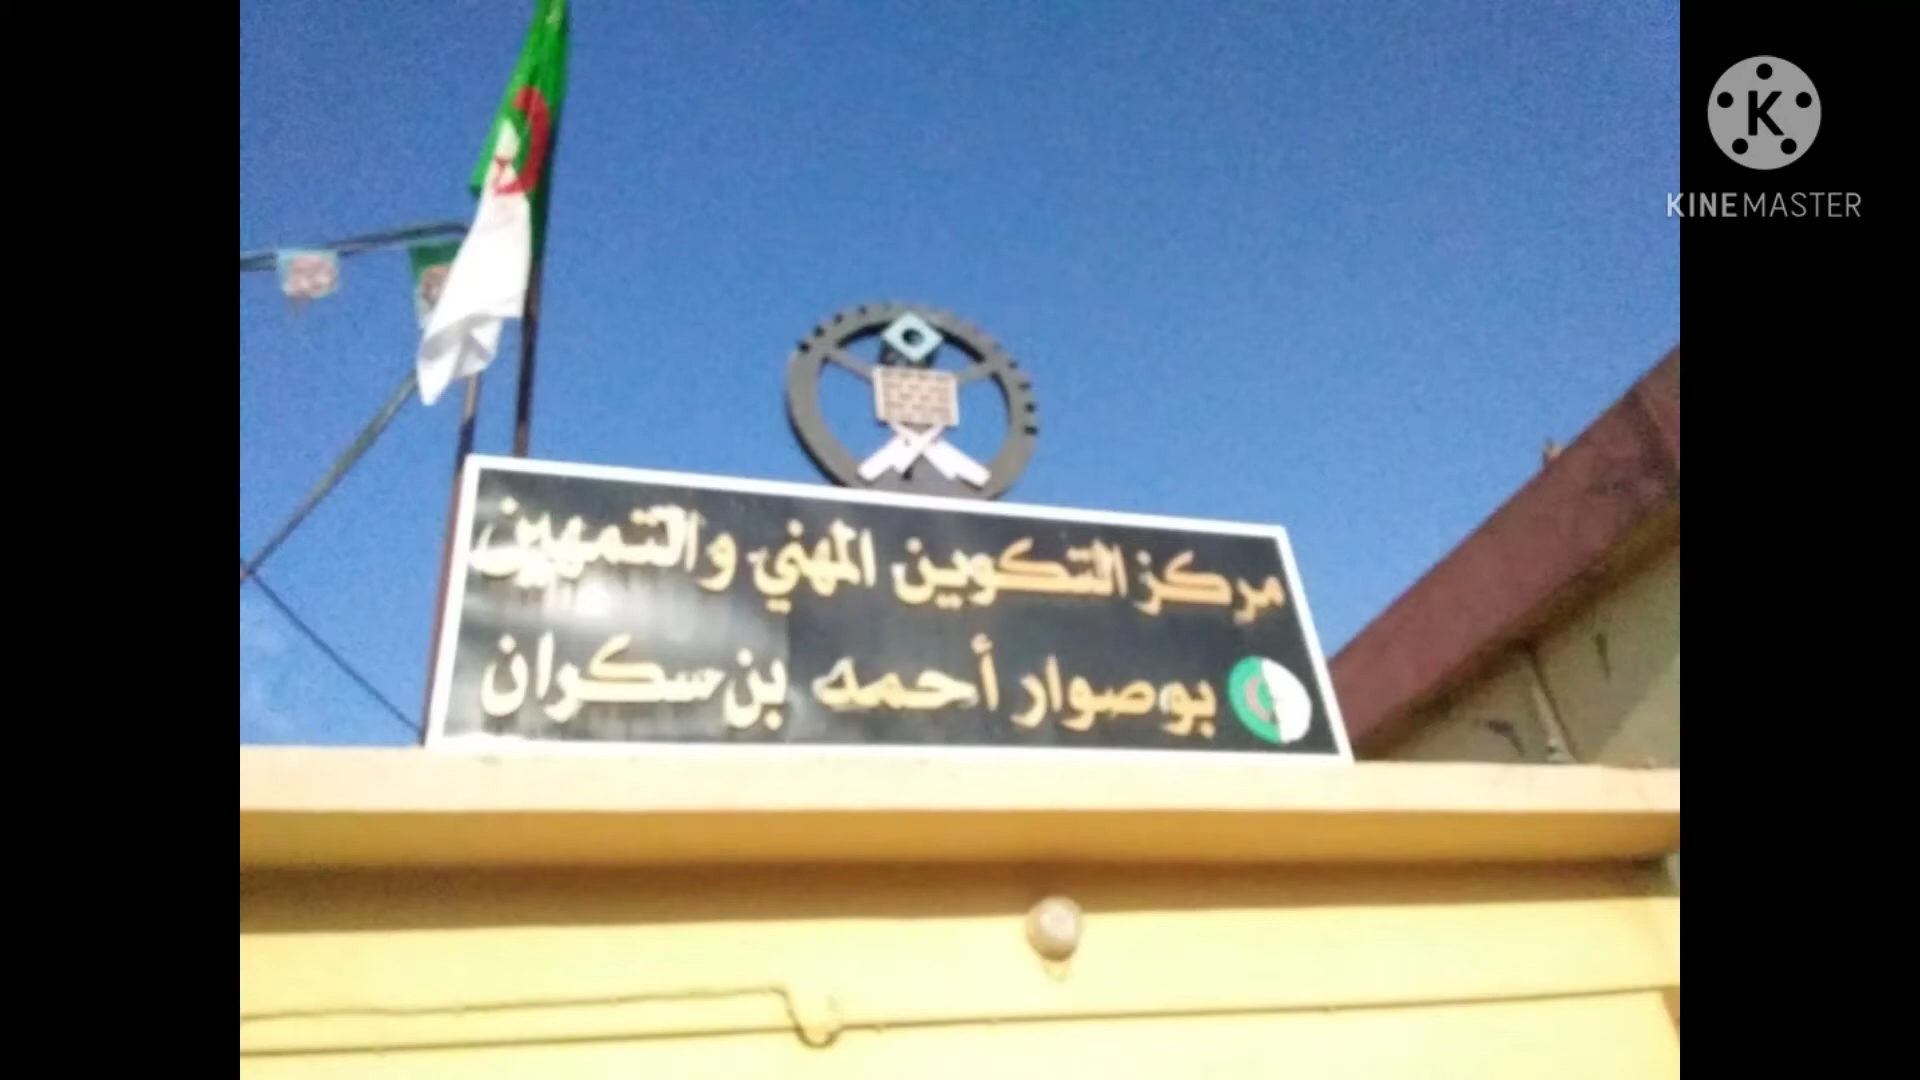 مركز التكوين المهني والتمهين
بوصوار أحمد بن سكران
K
KINEMASTER